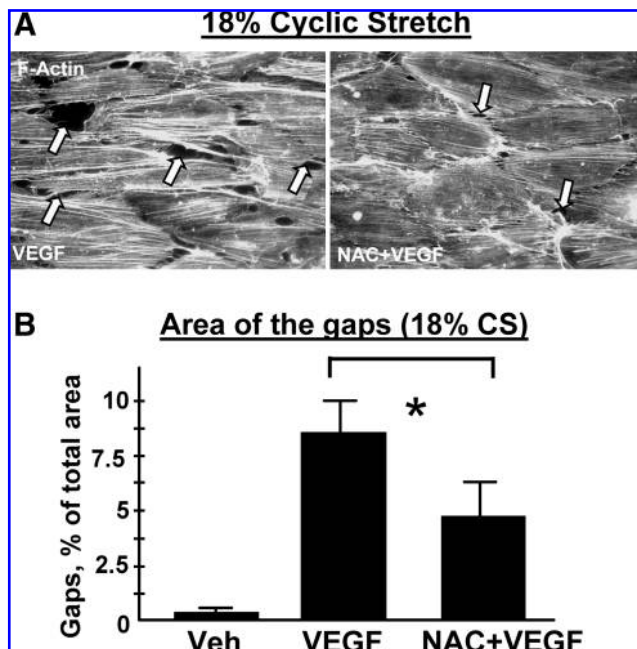 A 18% Cyclic Stretch
F-Actin
VEGF
NAC+VEGF
B Area of the gaps (18% CS)
Gaps, % of total area
10
7.5
5
2.5
0
*
Veh VEGF NAC+VEGF